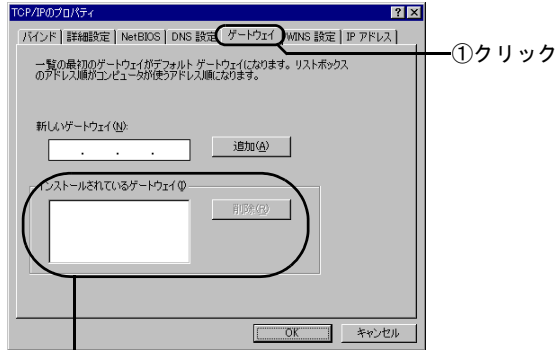 TCP/IPのプロパティ
バインド 詳細設定 NetBIOS DNS 設定 ゲートウェイ WINS 設定 IP アドレス
①クリック
一覧の最初のゲートウェイがデフォルト ゲートウェイになります。リストボックス
のアドレス順がコンピュータが使うアドレス順になります。
新しいゲートウェイ(N):
. . .
追加(A)
インストールされているゲートウェイ(I)
削除(R)
OK キャンセル